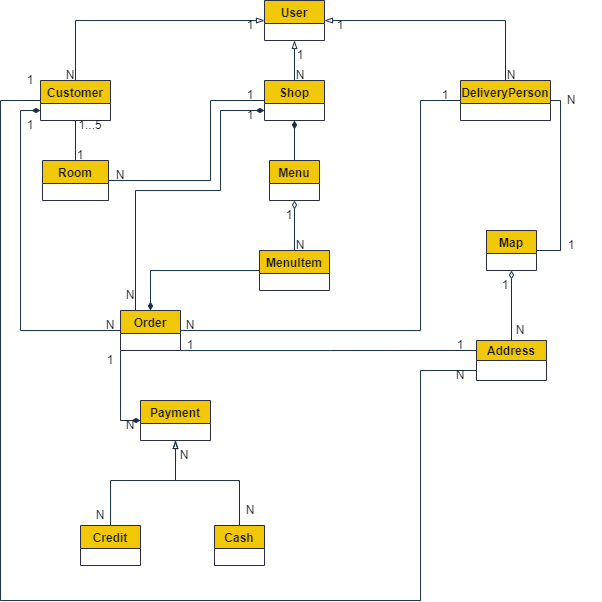 User
1
1
1
N
N
N
Customer
Shop
DeliveryPerson
1
1
1
N
1
1...5
1
1
N
Room
Menu
1
N
Map
1
MenuItem
1
N
Order
N
N
N
1
1
Address
1
N
Payment
N
N
N
N
Credit
Cash